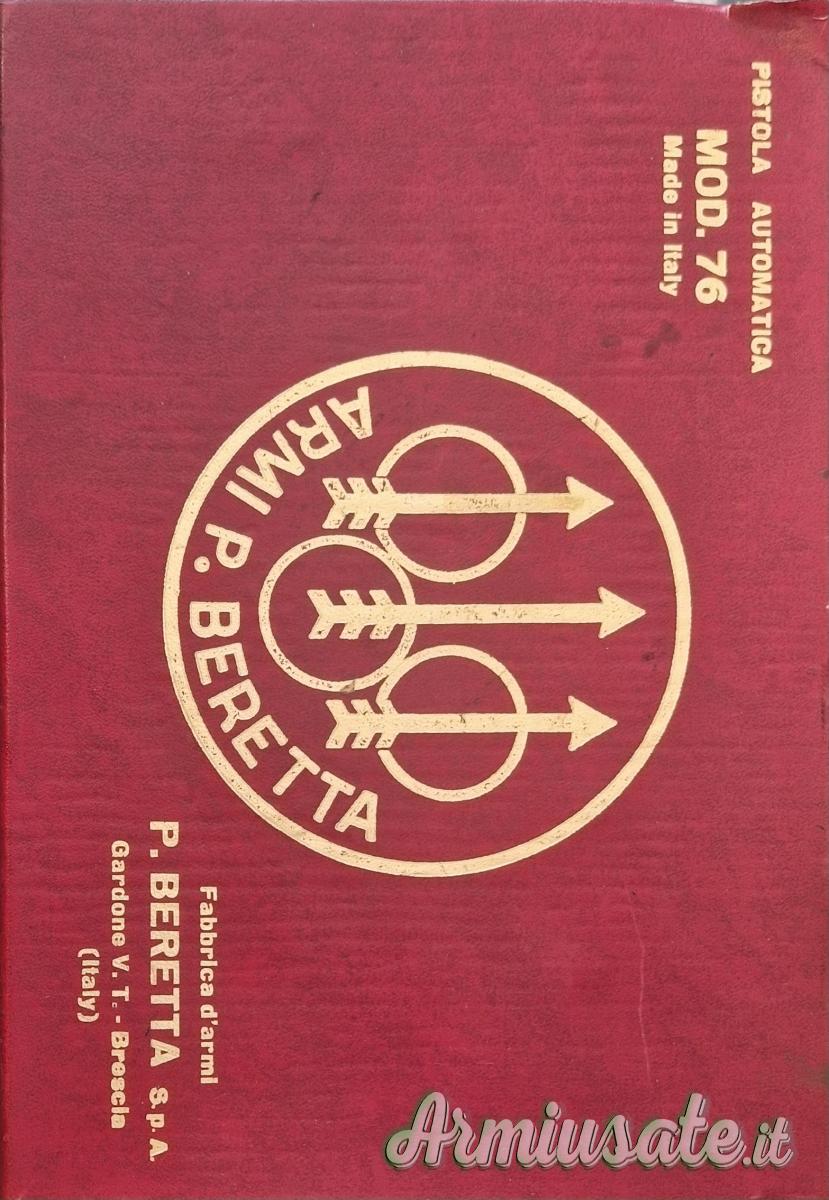 PISTOLA AUTOMATICA
MOD. 76
Made in Italy
ARMI P. BERETTA
Fabbrica d'armi
P. BERETTA S.p.A.
Gardone V. T. - Brescia
(Italy)
Armiusate.it